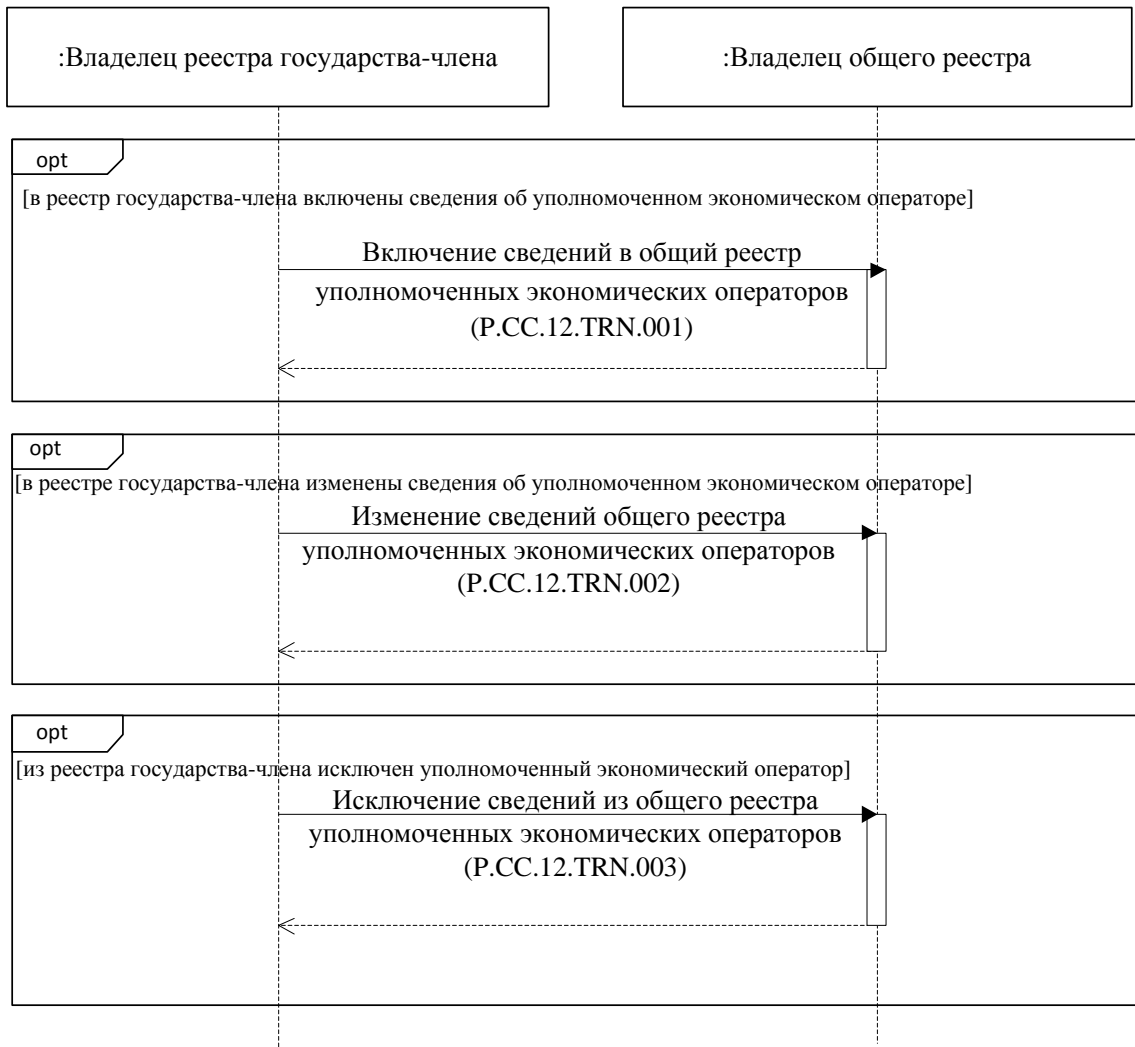 :Владелец реестра государства-члена
:Владелец общего реестра
opt
[в реестр государства-члена включены сведения об уполномоченном экономическом операторе]
Включение сведений в общий реестр
уполномоченных экономических операторов
(P.CC.12.TRN.001)
opt
[в реестре государства-члена изменены сведения об уполномоченном экономическом операторе]
Изменение сведений общего реестра
уполномоченных экономических операторов
(P.CC.12.TRN.002)
opt
[из реестра государства-члена исключен уполномоченный экономический оператор]
Исключение сведений из общего реестра
уполномоченных экономических операторов
(P.CC.12.TRN.003)